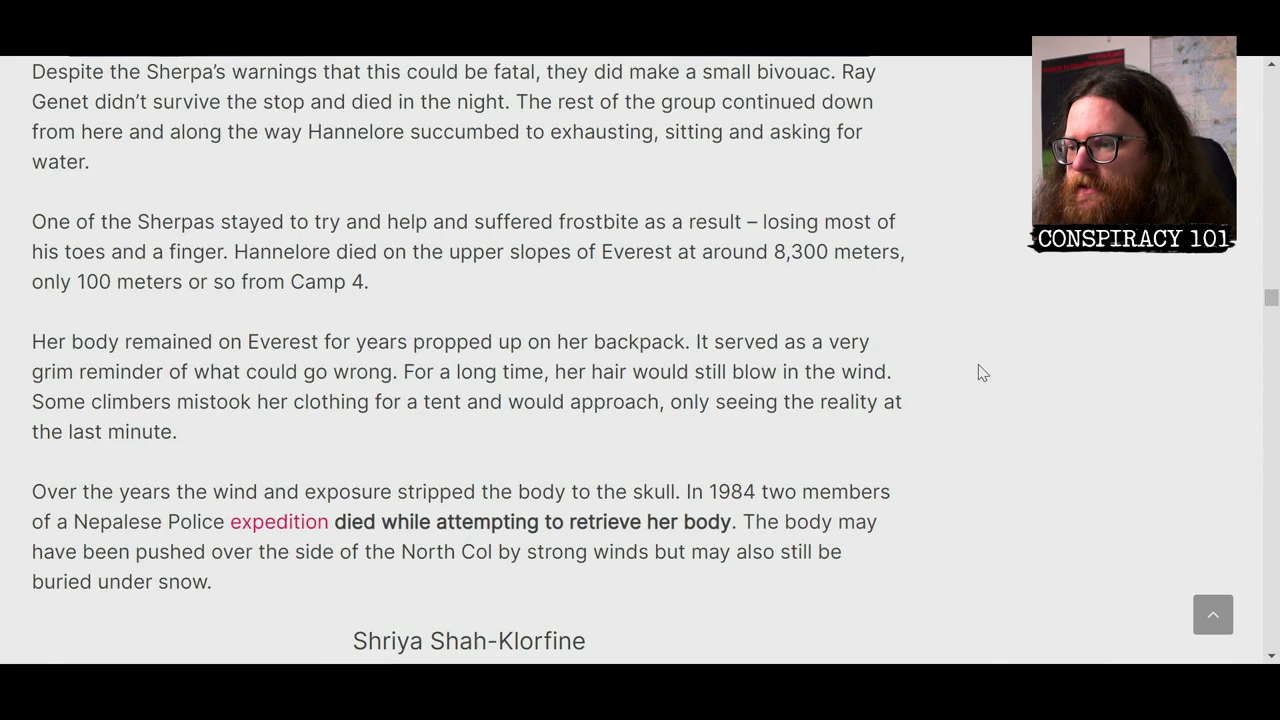 Despite the Sherpa’s warnings that this could be fatal, they did make a small bivouac. Ray
Genet didn’t survive the stop and died in the night. The rest of the group continued down
from here and along the way Hannelore succumbed to exhausting, sitting and asking for
water.
One of the Sherpas stayed to try and help and suffered frostbite as a result – losing most of
his toes and a finger. Hannelore died on the upper slopes of Everest at around 8,300 meters,
only 100 meters or so from Camp 4.
Her body remained on Everest for years propped up on her backpack. It served as a very
grim reminder of what could go wrong. For a long time, her hair would still blow in the wind.
Some climbers mistook her clothing for a tent and would approach, only seeing the reality at
the last minute.
Over the years the wind and exposure stripped the body to the skull. In 1984 two members
of a Nepalese Police expedition died while attempting to retrieve her body. The body may
have been pushed over the side of the North Col by strong winds but may also still be
buried under snow.
Shriya Shah-Klorfine
CONSPIRACY 101